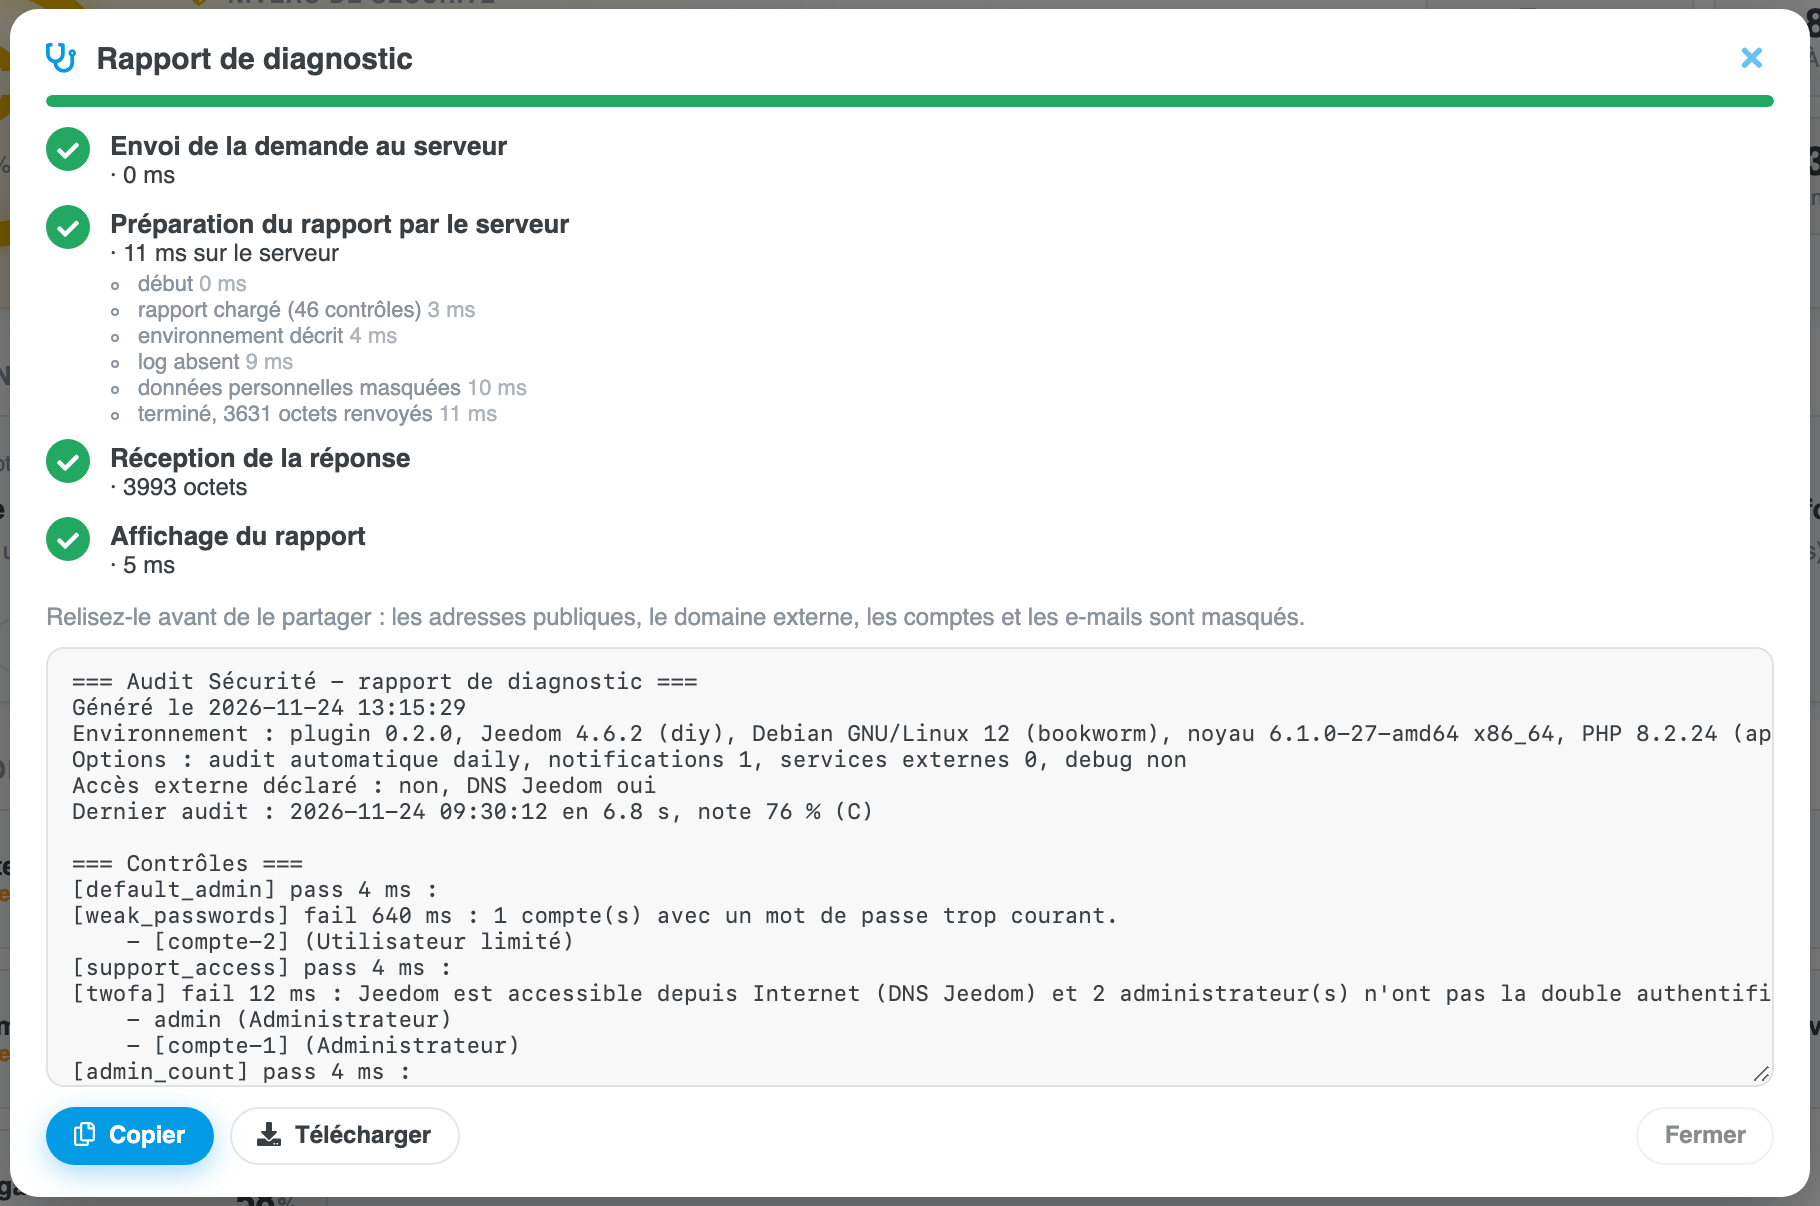 Rapport de diagnostic
Envoi de la demande au serveur
· 0 ms
Préparation du rapport par le serveur
· 11 ms sur le serveur
début 0 ms
rapport chargé (46 contrôles) 3 ms
environnement décrit 4 ms
log absent 9 ms
données personnelles masquées 10 ms
terminé, 3631 octets renvoyés 11 ms
Réception de la réponse
· 3993 octets
Affichage du rapport
· 5 ms
Relisez-le avant de le partager : les adresses publiques, le domaine externe, les comptes et les e-mails sont masqués.
=== Audit Sécurité — rapport de diagnostic ===
Généré le 2026-11-24 13:15:29
Environnement : plugin 0.2.0, Jeedom 4.6.2 (diy), Debian GNU/Linux 12 (bookworm), noyau 6.1.0-27-amd64 x86_64, PHP 8.2.24 (ap
Options : audit automatique daily, notifications 1, services externes 0, debug non
Accès externe déclaré : non, DNS Jeedom oui
Dernier audit : 2026-11-24 09:30:12 en 6.8 s, note 76 % (C)
=== Contrôles ===
[default_admin] pass 4 ms :
[weak_passwords] fail 640 ms : 1 compte(s) avec un mot de passe trop courant.
– [compte-2] (Utilisateur limité)
[support_access] pass 4 ms :
[twofa] fail 12 ms : Jeedom est accessible depuis Internet (DNS Jeedom) et 2 administrateur(s) n'ont pas la double authentifi
– admin (Administrateur)
– [compte-1] (Administrateur)
[admin_count] pass 4 ms :
Copier
Télécharger
Fermer